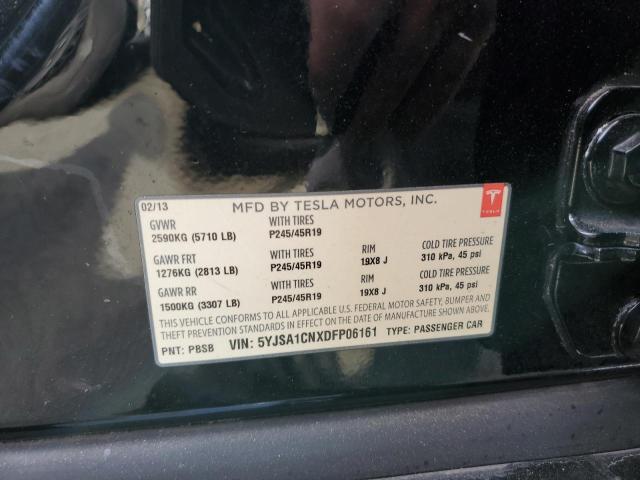 02/13 MFD BY TESLA MOTORS, INC.
GVWR WITH TIRES
2590KG (5710 LB) P245/45R19
GAWR FRT WITH TIRES RIM COLD TIRE PRESSURE
1276KG (2813 LB) P245/45R19 19X8 J 310 kPa, 45 psi
GAWR RR WITH TIRES RIM COLD TIRE PRESSURE
1500KG (3307 LB) P245/45R19 19X8 J 310 kPa, 45 psi
THIS VEHICLE CONFORMS TO ALL APPLICABLE U.S. FEDERAL MOTOR SAFETY, BUMPER AND
THEFT PREVENTION STANDARDS IN EFFECT ON THE DATE OF MANUFACTURE SHOWN ABOVE.
PNT: PBSB VIN: 5YJSA1CNXDFP06161 TYPE: PASSENGER CAR
TESLA